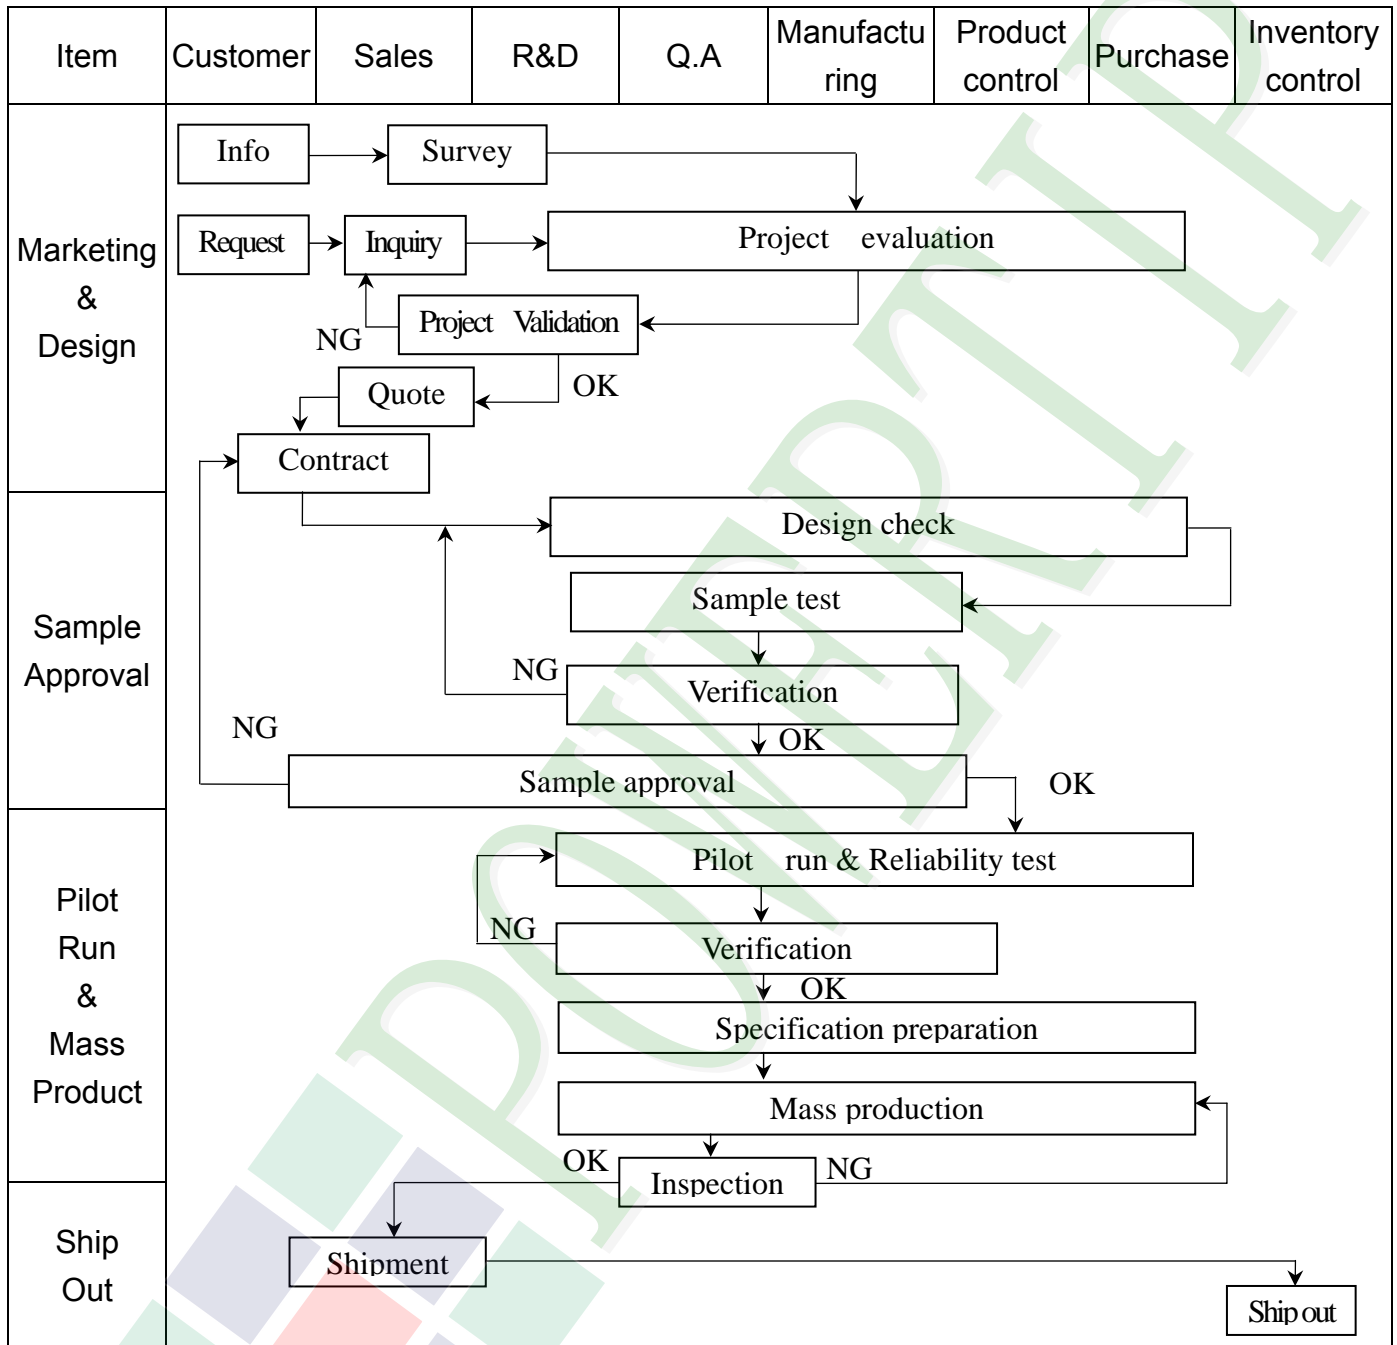 Item
Customer
Sales
R&D
Q.A
Manufactu
ring
Product
control
Purchase
Inventory
control
Marketing
&
Design
Info
Survey
Request
Inquiry
Project evaluation
Project Validation
NG
OK
Quote
Contract
Sample
Approval
Design check
Sample test
NG
Verification
NG
OK
Sample approval
OK
Pilot
Run
&
Mass
Product
Pilot run & Reliability test
NG
Verification
OK
Specification preparation
Mass production
OK
Inspection
NG
Ship
Out
Shipment
Ship out
POWERTIP